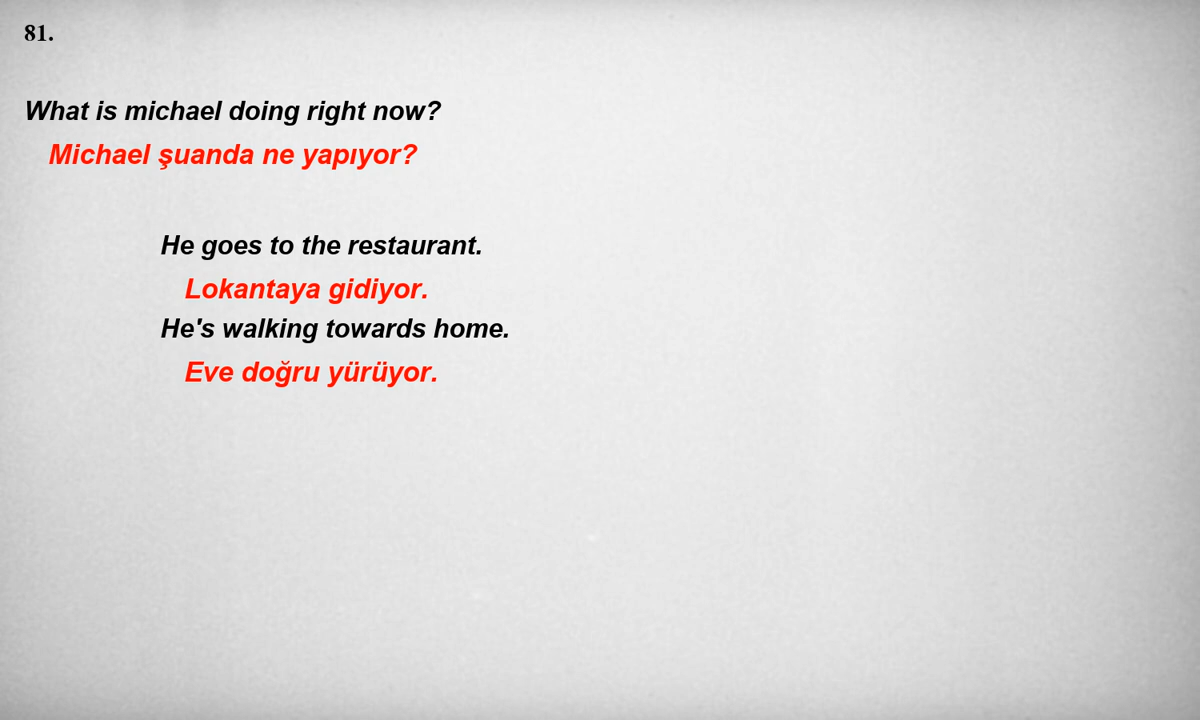 81.
What is michael doing right now?
Michael şuanda ne yapıyor?
He goes to the restaurant.
Lokantaya gidiyor.
He's walking towards home.
Eve doğru yürüyor.